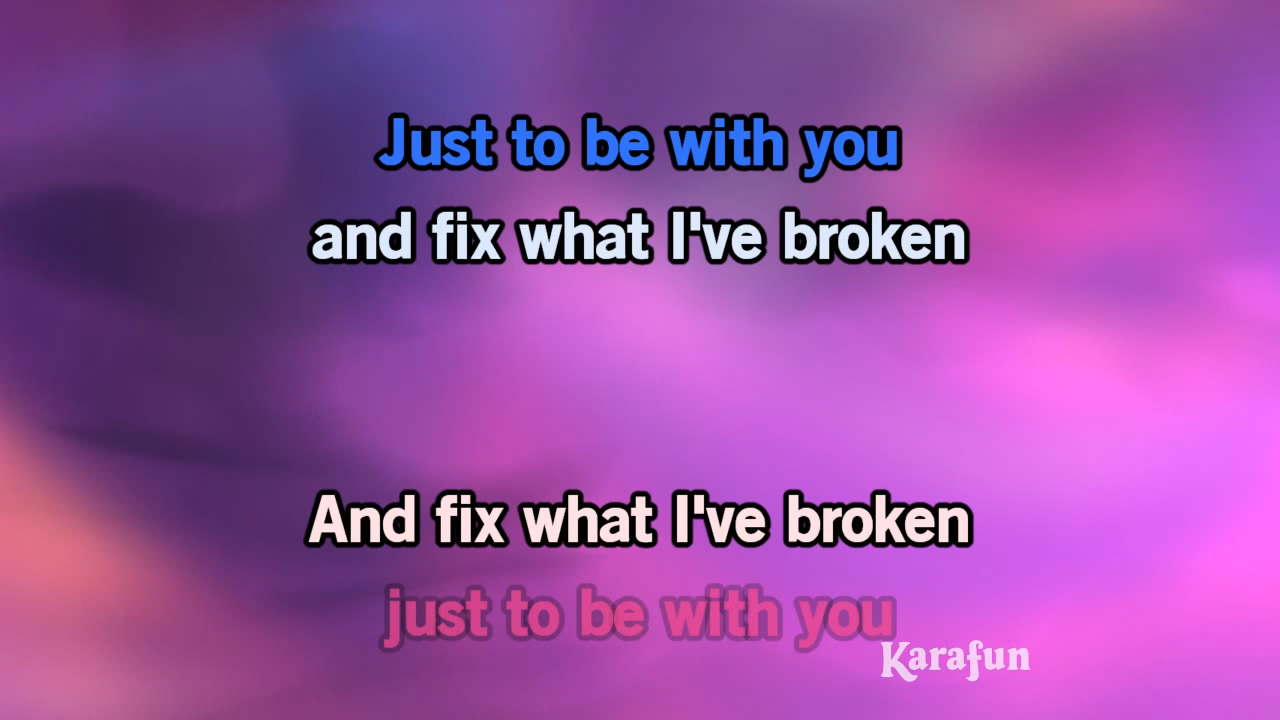 Just to be with you
and fix what I've broken
And fix what I've broken
just to be with you
Karafun